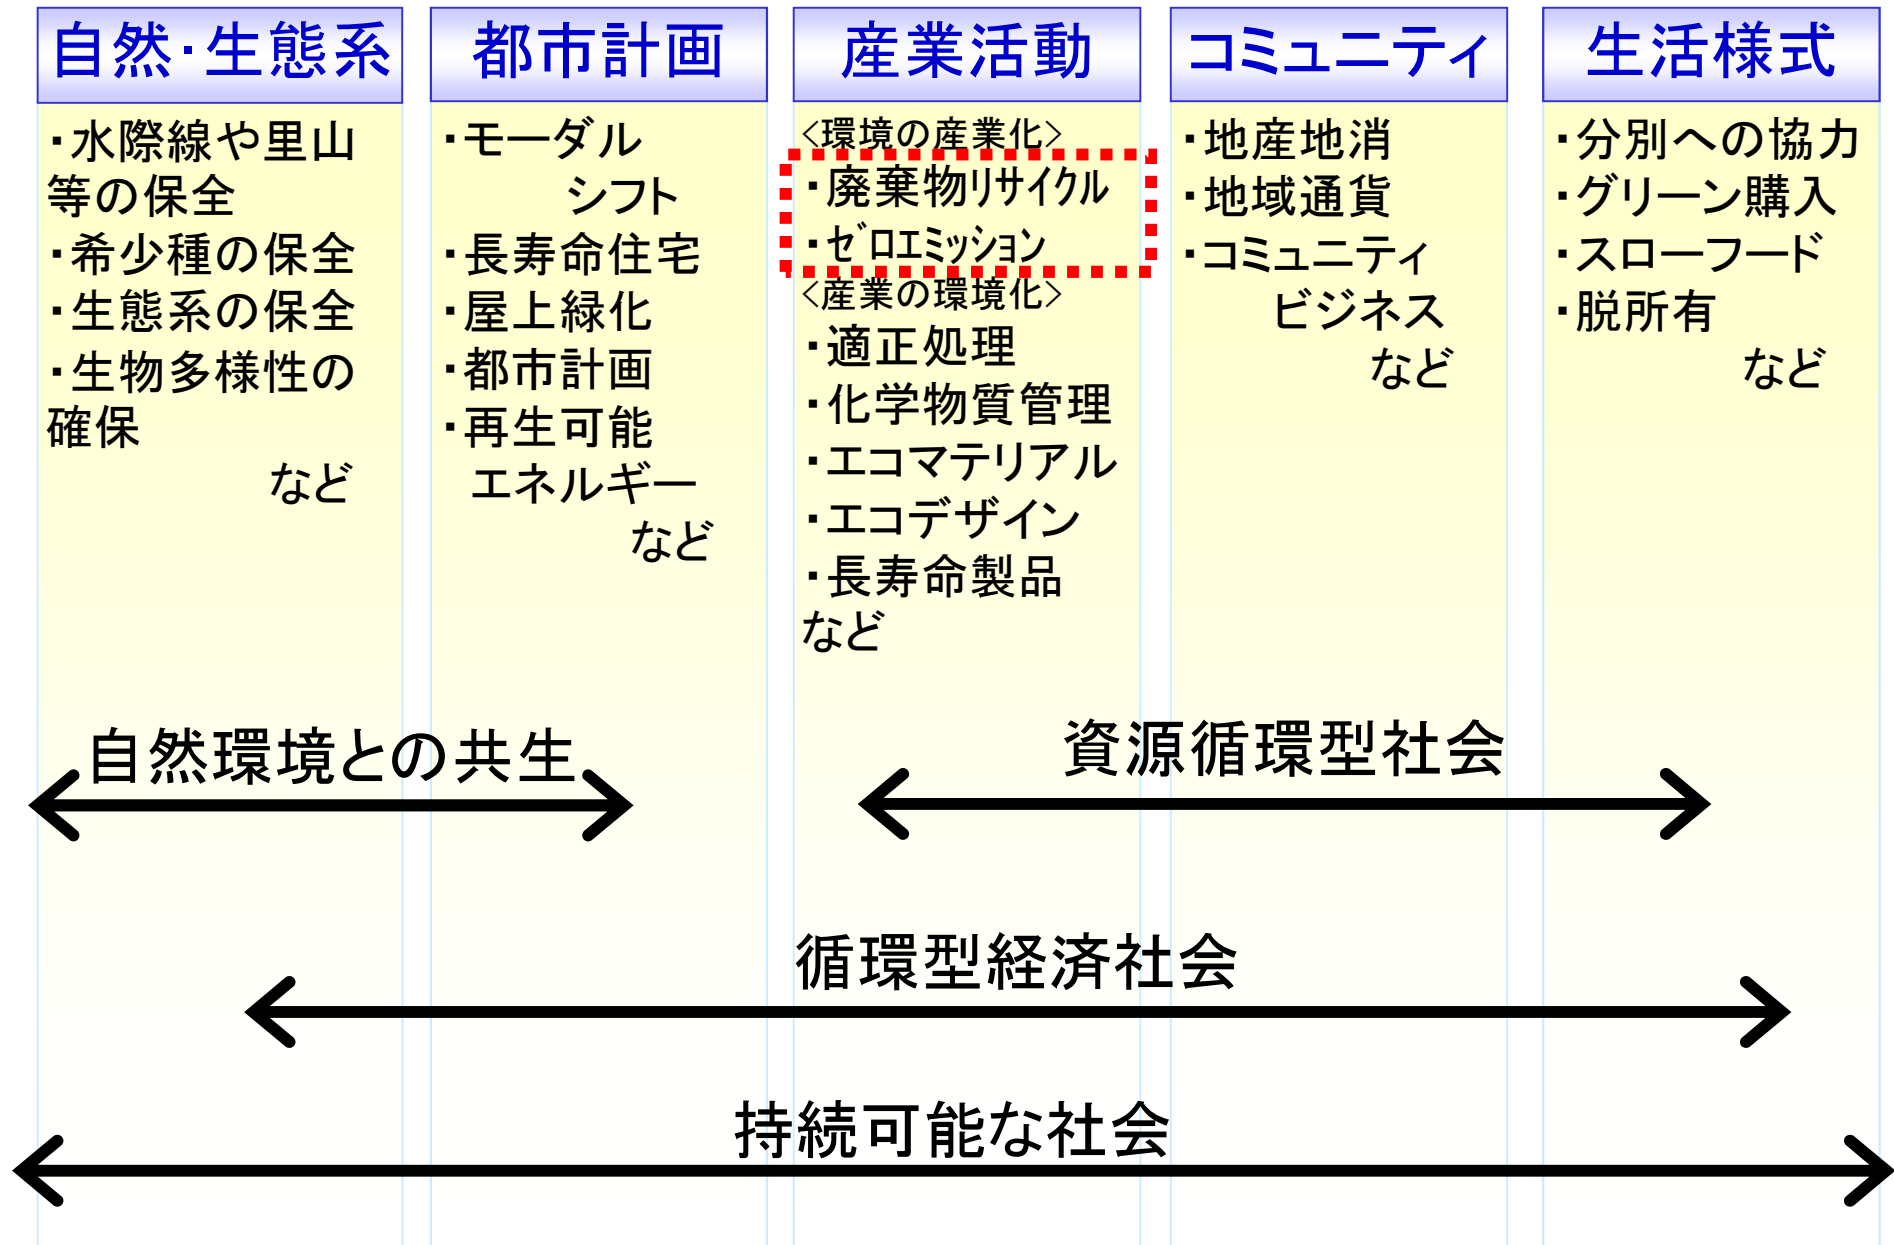 自然・生態系
・水際線や里山
等の保全
・希少種の保全
・生態系の保全
・生物多様性の
確保
など
都市計画
・モーダル
シフト
・長寿命住宅
・屋上緑化
・都市計画
・再生可能
エネルギー
など
産業活動
<環境の産業化>
・廃棄物ﾘｻｲｸﾙ
・ｾﾞﾛｴﾐｯｼｮﾝ
<産業の環境化>
・適正処理
・化学物質管理
・エコマテリアル
・エコデザイン
・長寿命製品
など
コミュニティ
・地産地消
・地域通貨
・コミュニティ
ビジネス
など
生活様式
・分別への協力
・グリーン購入
・スローフード
・脱所有
など
自然環境との共生
資源循環型社会
循環型経済社会
持続可能な社会